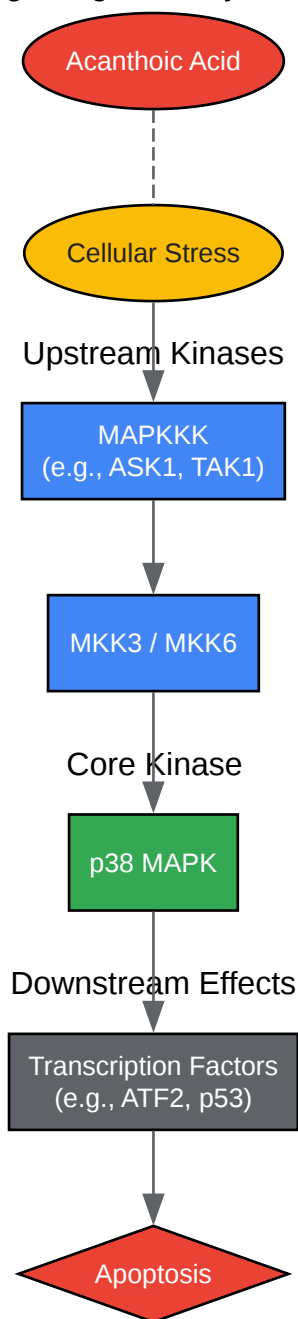 Acanthoic Acid
Cellular Stress
Upstream Kinases
MAPKKK
(e.g., ASK1, TAK1)
MKK3 / MKK6
Core Kinase
p38 MAPK
Downstream Effects
Transcription Factors
(e.g., ATF2, p53)
Apoptosis